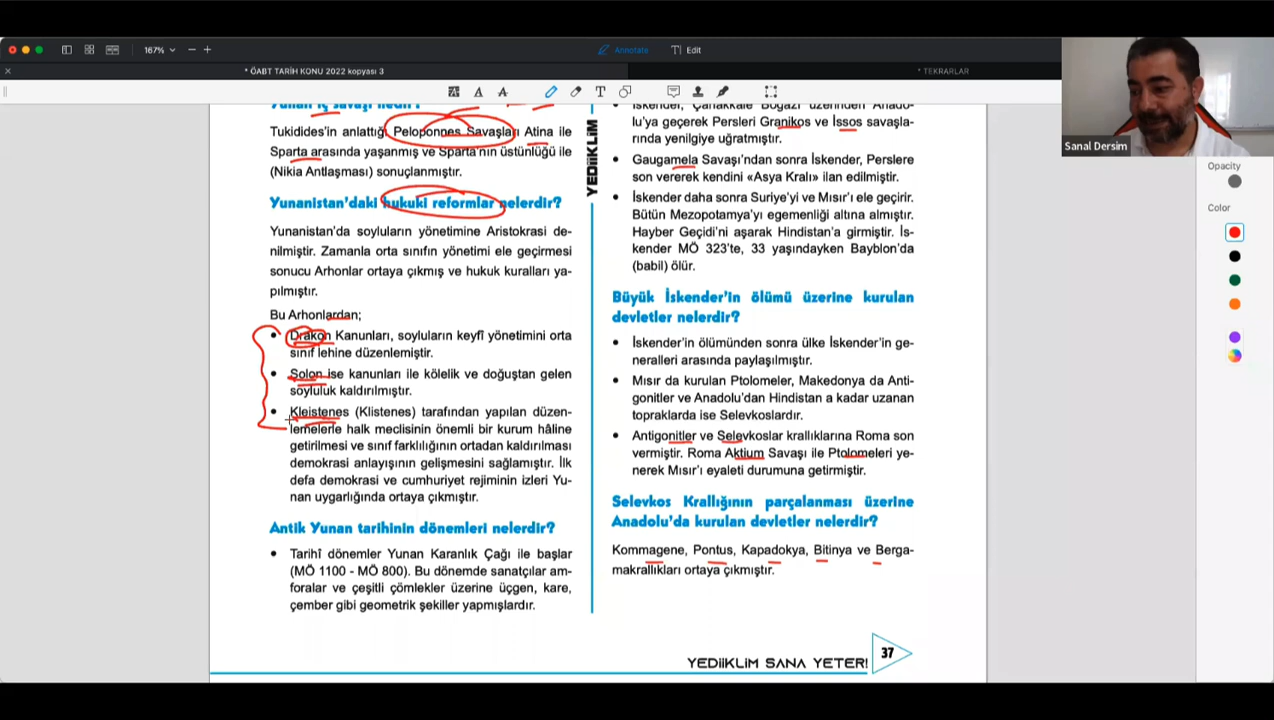 167%
Annotate
Edit
* ÖABT TARİH KONU 2022 kopyası 3
* TEKRARLAR
Yunan iç savaşı nedir?
Tukidides'in anlattığı Peloponnes Savaşları Atina ile
Sparta arasında yaşanmış ve Sparta'nın üstünlüğü ile
(Nikia Antlaşması) sonuçlanmıştır.
Yunanistan'daki hukuki reformlar nelerdir?
Yunanistan'da soyluların yönetimine Aristokrasi de-
nilmiştir. Zamanla orta sınıfın yönetimi ele geçirmesi
sonucu Arhonlar ortaya çıkmış ve hukuk kuralları ya-
pılmıştır.
Bu Arhonlardan;
• Drakon Kanunları, soyluların keyfî yönetimini orta
sınıf lehine düzenlemiştir.
• Solon ise kanunları ile kölelik ve doğuştan gelen
soyluluk kaldırılmıştır.
• Kleistenes (Klistenes) tarafından yapılan düzen-
lemelerle halk meclisinin önemli bir kurum hâline
getirilmesi ve sınıf farklılığının ortadan kaldırılması
demokrasi anlayışının gelişmesini sağlamıştır. İlk
defa demokrasi ve cumhuriyet rejiminin izleri Yu-
nan uygarlığında ortaya çıkmıştır.
Antik Yunan tarihinin dönemleri nelerdir?
• Tarihî dönemler Yunan Karanlık Çağı ile başlar
(MÖ 1100 - MÖ 800). Bu dönemde sanatçılar am-
foralar ve çeşitli çömlekler üzerine üçgen, kare,
çember gibi geometrik şekiller yapmışlardır.
YEDİİKLİM
İskender, Çanakkale Boğazı üzerinden Anado-
lu'ya geçerek Persleri Granikos ve İssos savaşla-
rında yenilgiye uğratmıştır.
• Gaugamela Savaşı'ndan sonra İskender, Perslere
son vererek kendini «Asya Kralı» ilan edilmiştir.
• İskender daha sonra Suriye'yi ve Mısır'ı ele geçirir.
Bütün Mezopotamya'yı egemenliği altına almıştır.
Hayber Geçidi'ni aşarak Hindistan'a girmiştir. İs-
kender MÖ 323'te, 33 yaşındayken Bayblon'da
(babil) ölür.
Büyük İskender'in ölümü üzerine kurulan
devletler nelerdir?
• İskender'in ölümünden sonra ülke İskender'in ge-
neralleri arasında paylaşılmıştır.
• Mısır da kurulan Ptolomeler, Makedonya da Anti-
gonitler ve Anadolu'dan Hindistan a kadar uzanan
topraklarda ise Selevkoslardır.
• Antigonitler ve Selevkoslar krallıklarına Roma son
vermiştir. Roma Aktium Savaşı ile Ptolomeleri ye-
nerek Mısır'ı eyaleti durumuna getirmiştir.
Selevkos Krallığının parçalanması üzerine
Anadolu'da kurulan devletler nelerdir?
Kommagene, Pontus, Kapadokya, Bitinya ve Berga-
makrallıkları ortaya çıkmıştır.
YEDİİKLİM SANA YETER!
37
Sanal Dersim
Opacity
Color